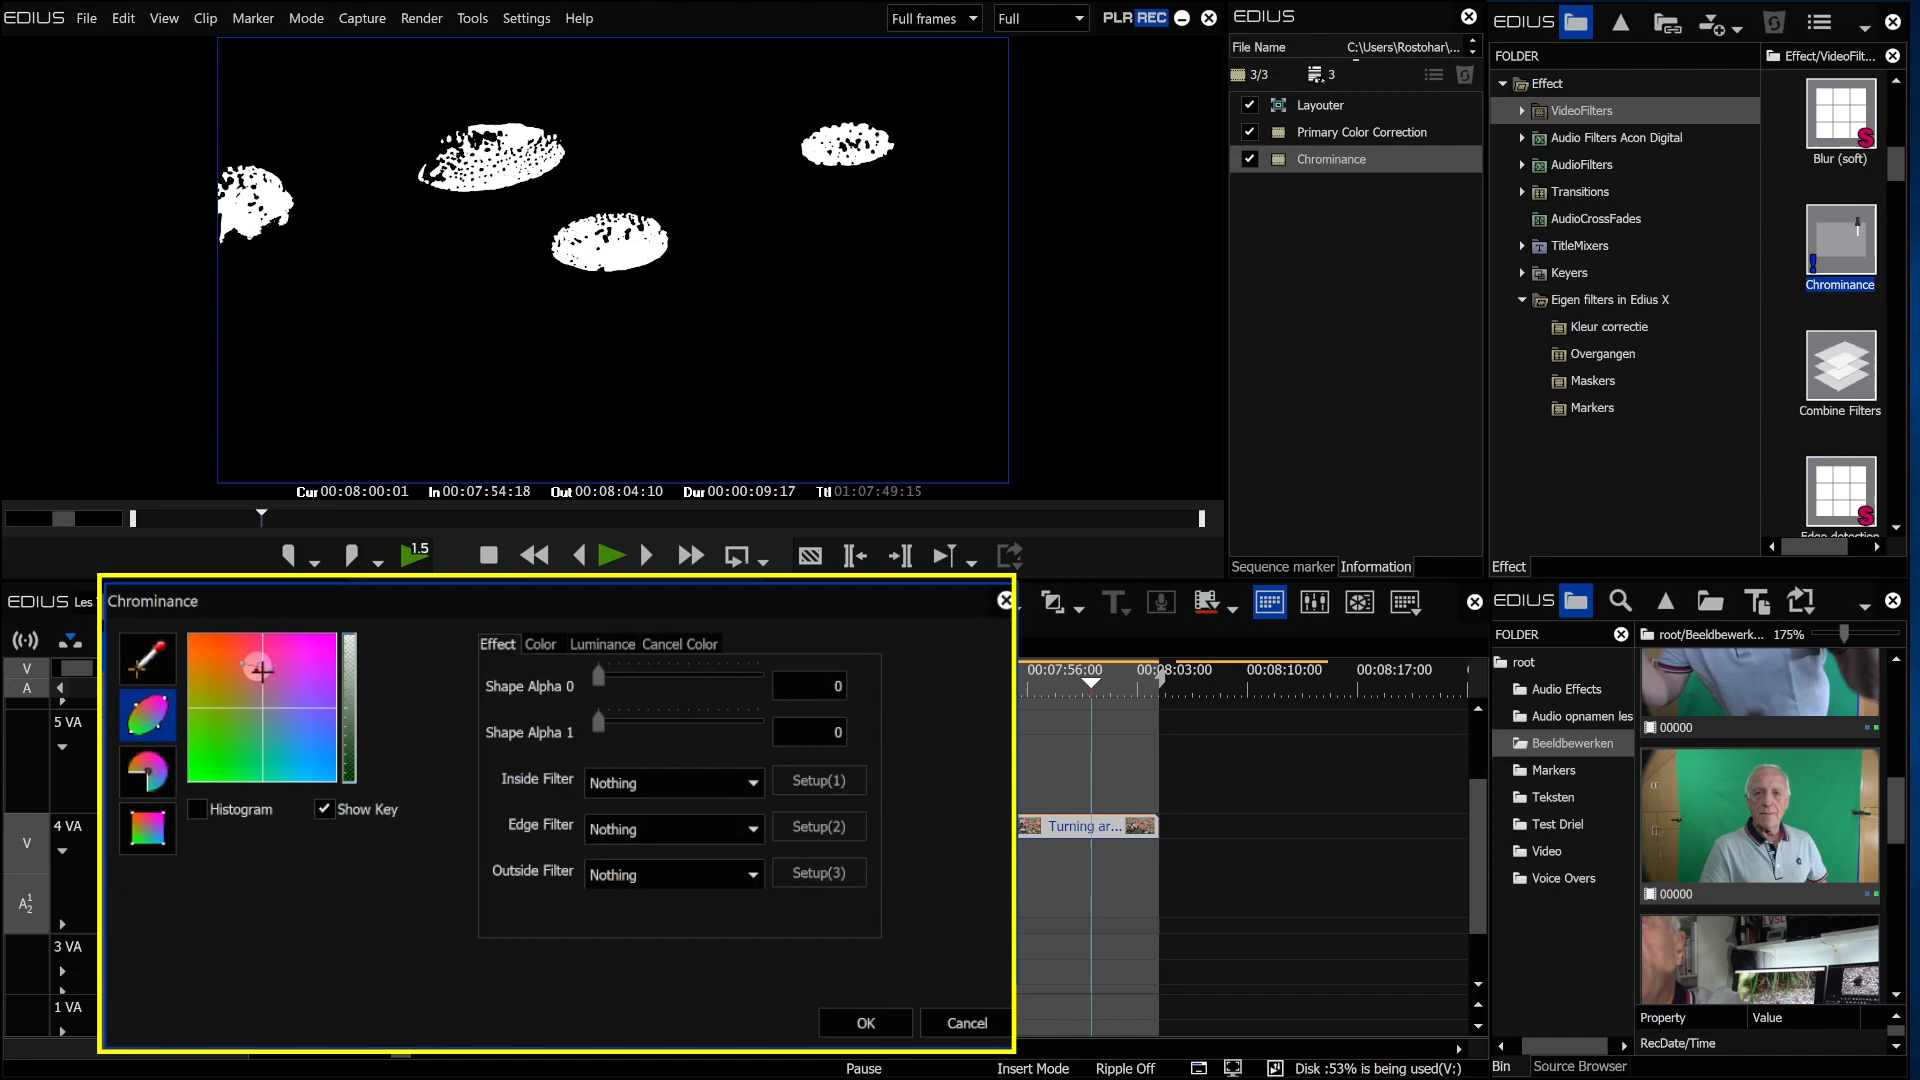 EDIUS File Edit View Clip Marker Mode Capture Render Tools Settings Help
Full frames Full PLR REC
Cur 00:08:00:01 In 00:07:54:18 Out 00:08:04:10 Dur 00:00:09:17 Ttl 01:07:49:15
1.5
EDIUS
File Name C:\Users\Rostohar\...
3/3 3
Layouter
Primary Color Correction
Chrominance
Sequence marker Information
EDIUS
FOLDER
Effect
VideoFilters
Audio Filters Acon Digital
AudioFilters
Transitions
AudioCrossFades
TitleMixers
Keyers
Eigen filters in Edius X
Kleur correctie
Overgangen
Maskers
Markers
Effect
Effect/VideoFilt...
S
Blur (soft)
Chrominance
Combine Filters
S
Edge detection
EDIUS Les
V
A
5 VA
V
4 VA
A 1 2
3 VA
1 VA
Chrominance
Histogram Show Key
Effect Color Luminance Cancel Color
Shape Alpha 0 0
Shape Alpha 1 0
Inside Filter Nothing Setup(1)
Edge Filter Nothing Setup(2)
Outside Filter Nothing Setup(3)
OK Cancel
00:07:56:00 00:08:03:00 00:08:10:00 00:08:17:00
Turning ar...
EDIUS
FOLDER
root
Audio Effects
Audio opnamen les
Beeldbewerken
Markers
Teksten
Test Driel
Video
Voice Overs
root/Beeldbewerk... 175%
00000
00000
Property Value
RecDate/Time
Bin Source Browser
Pause Insert Mode Ripple Off Disk :53% is being used(V:)